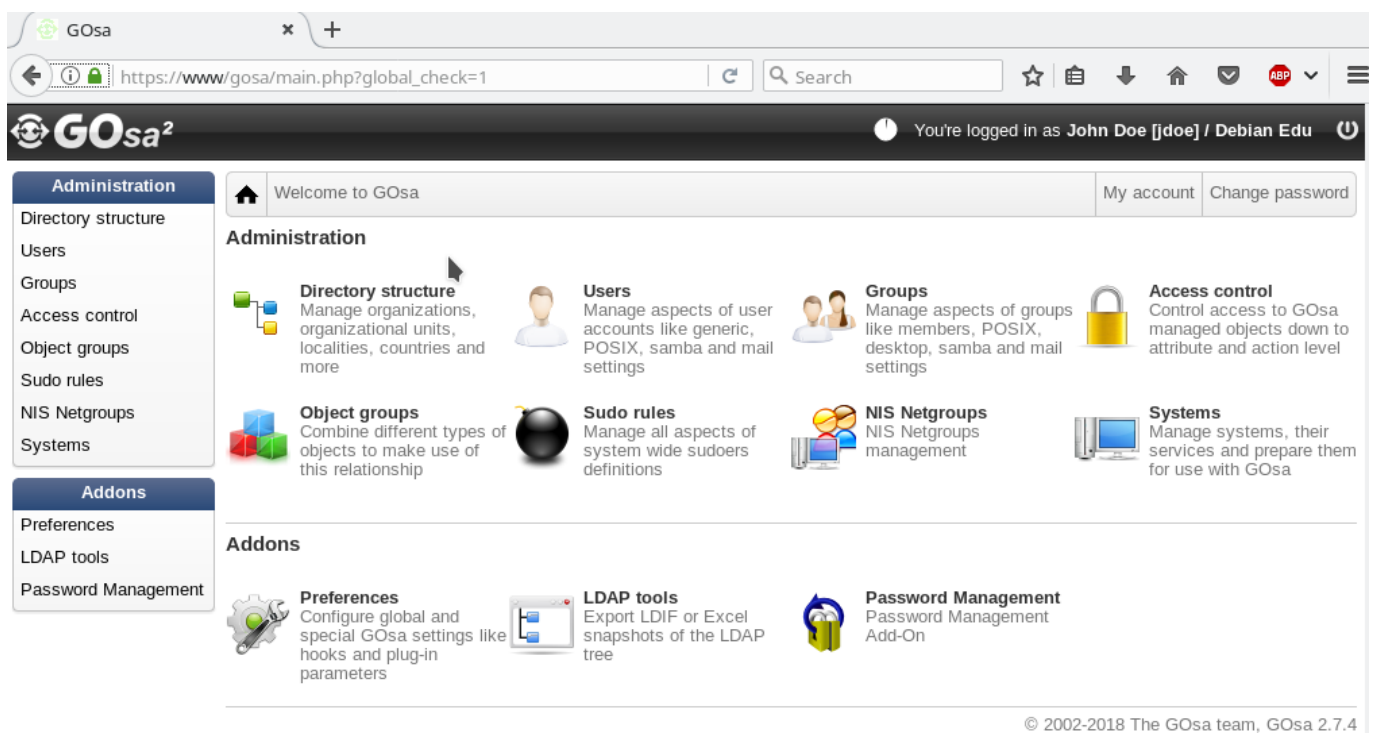 GOsa
https://www/gosa/main.php?global_check=1
Search
ABP
GOsa²
You're logged in as John Doe [jdoe] / Debian Edu
Administration
Directory structure
Users
Groups
Access control
Object groups
Sudo rules
NIS Netgroups
Systems
Addons
Preferences
LDAP tools
Password Management
Welcome to GOsa
My account
Change password
Administration
Directory structure
Manage organizations,
organizational units,
localities, countries and
more
Users
Manage aspects of user
accounts like generic,
POSIX, samba and mail
settings
Groups
Manage aspects of groups
like members, POSIX,
desktop, samba and mail
settings
Access control
Control access to GOsa
managed objects down to
attribute and action level
Object groups
Combine different types of
objects to make use of
this relationship
Sudo rules
Manage all aspects of
system wide sudoers
definitions
NIS Netgroups
NIS Netgroups
management
Systems
Manage systems, their
services and prepare them
for use with GOsa
Addons
Preferences
Configure global and
special GOsa settings like
hooks and plug-in
parameters
LDAP tools
Export LDIF or Excel
snapshots of the LDAP
tree
Password Management
Password Management
Add-On
© 2002-2018 The GOsa team, GOsa 2.7.4